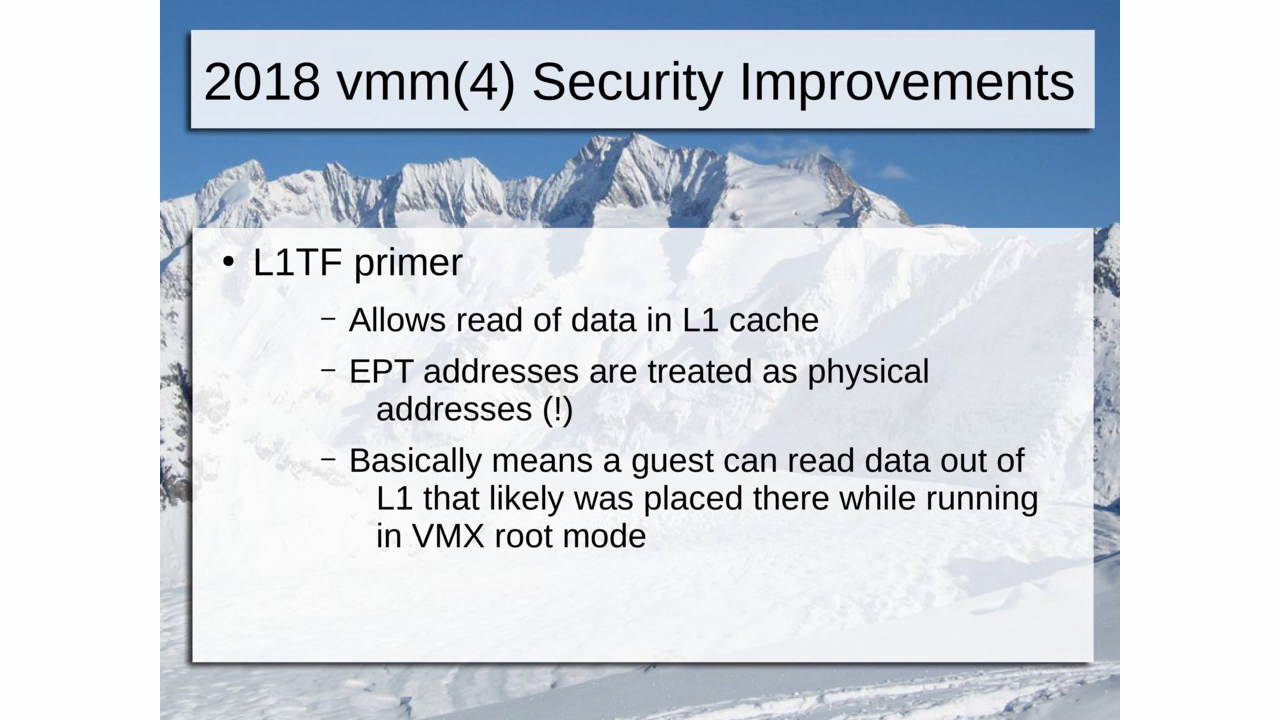 2018 vmm(4) Security Improvements
• L1TF primer
– Allows read of data in L1 cache
– EPT addresses are treated as physical
addresses (!)
– Basically means a guest can read data out of
L1 that likely was placed there while running
in VMX root mode